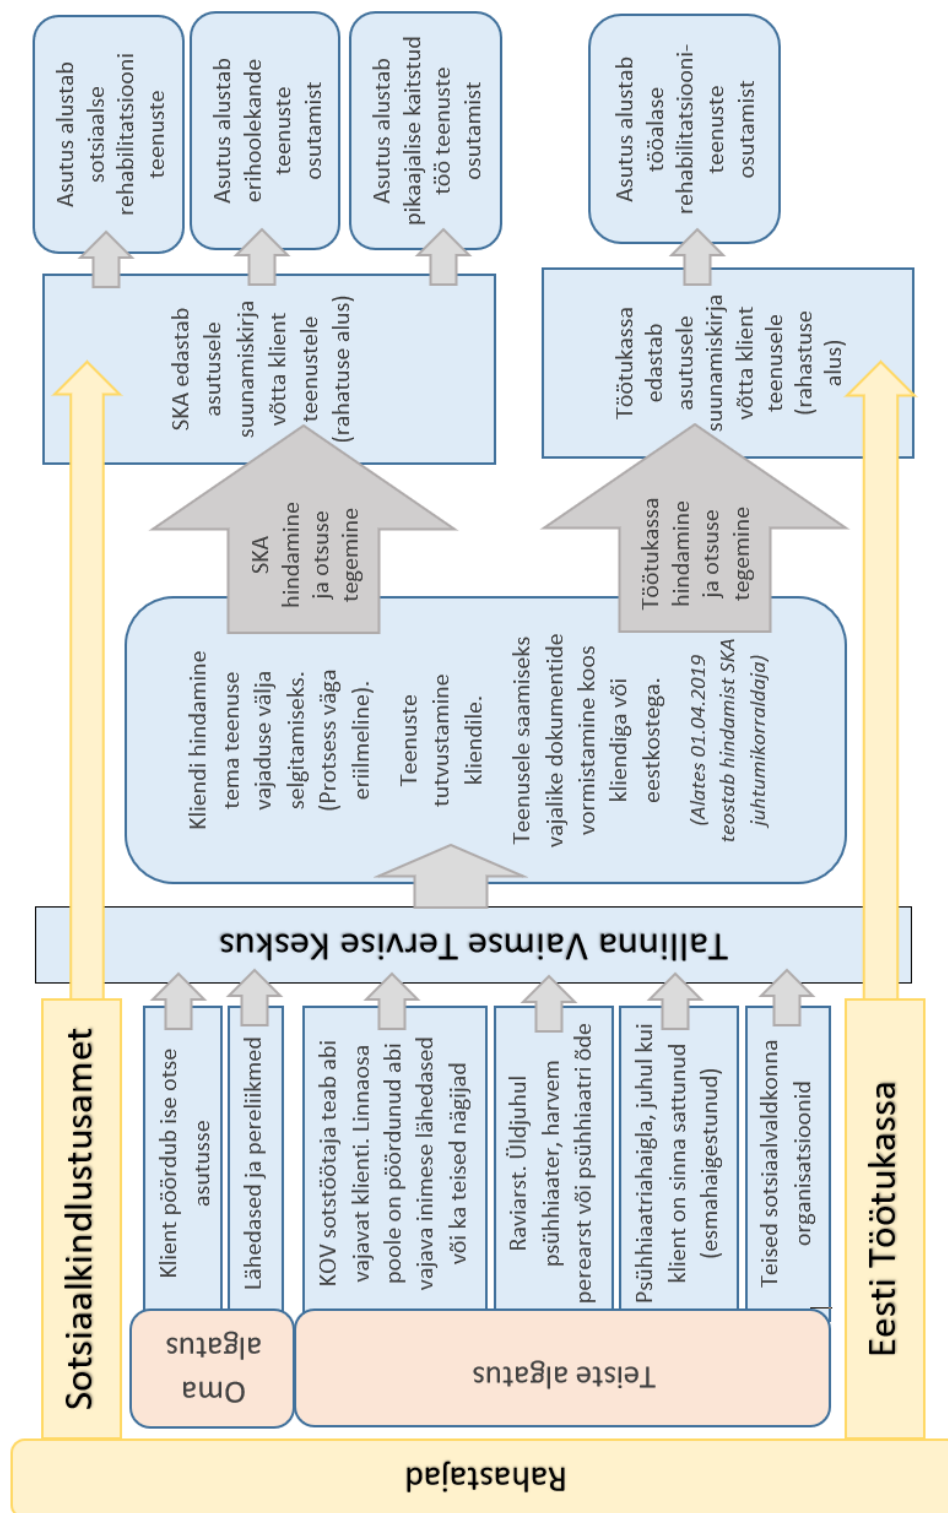 Rahastajad
Sotsiaalkindlustusamet
Eesti Töötukassa
Oma
algatus
Teiste algatus
Klient pöördub ise otse
asutusse
Lähedased ja pereliikmed
KOV sotstöötaja teab abi
vajavat klienti. Linnaosa
poole on pöördunud abi
vajava inimese lähedased
või ka teised nägijad
Raviarst. Üldjuhul
psühhiaater, harvem
perearst või psühhiaatri õde
Psühhiaatriahaigla, juhul kui
klient on sinna sattunud
(esmahaigestunud)
Teised sotsiaalvaldkonna
organisatsioonid
Tallinna Vaimse Tervise Keskus
Kliendi hindamine
tema teenuse
vajaduse välja
selgitamiseks.
(Protsess väga
eriilmeline).
Teenuste
tutvustamine
kliendile.
Teenusele saamiseks
vajalike dokumentide
vormistamine koos
kliendiga või
eestkostega.
(Alates 01.04.2019
teostab hindamist SKA
juhtumikorraldaja)
SKA
hindamine
ja otsuse
tegemine
Töötukassa
hindamine
ja otsuse
tegemine
SKA edastab
asutusele
suunamiskirja
võtta klient
teenustele
(rahatuse alus)
Töötukassa
edastab
asutusele
suunamiskirja
võtta klient
teenusele
(rahastuse
alus)
Asutus alustab
sotsiaalse
rehabilitatsiooni
teenuste
Asutus alustab
erihoolekande
teenuste
osutamist
Asutus alustab
pikaajalise kaitstud
töö teenuste
osutamist
Asutus alustab
tööalase
rehabilitatsiooni-
teenuste
osutamist